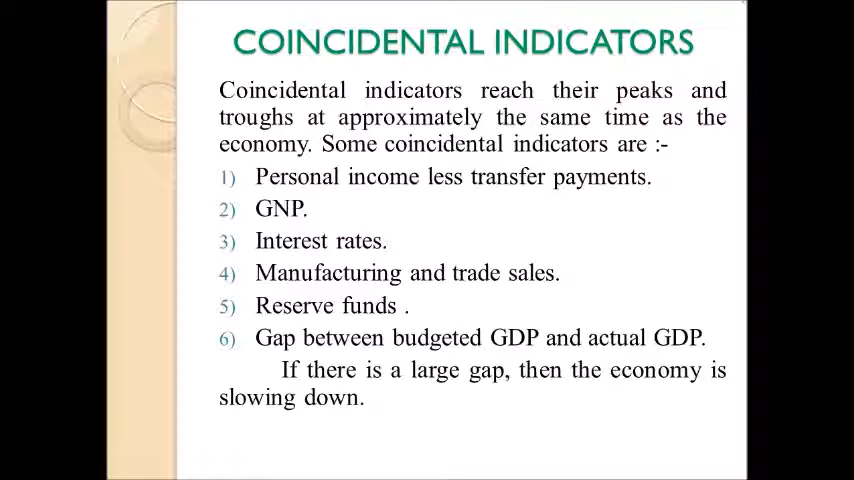 COINCIDENTAL INDICATORS
Coincidental indicators reach their peaks and
troughs at approximately the same time as the
economy. Some coincidental indicators are :-
1) Personal income less transfer payments.
2) GNP.
3) Interest rates.
4) Manufacturing and trade sales.
5) Reserve funds .
6) Gap between budgeted GDP and actual GDP.
If there is a large gap, then the economy is
slowing down.